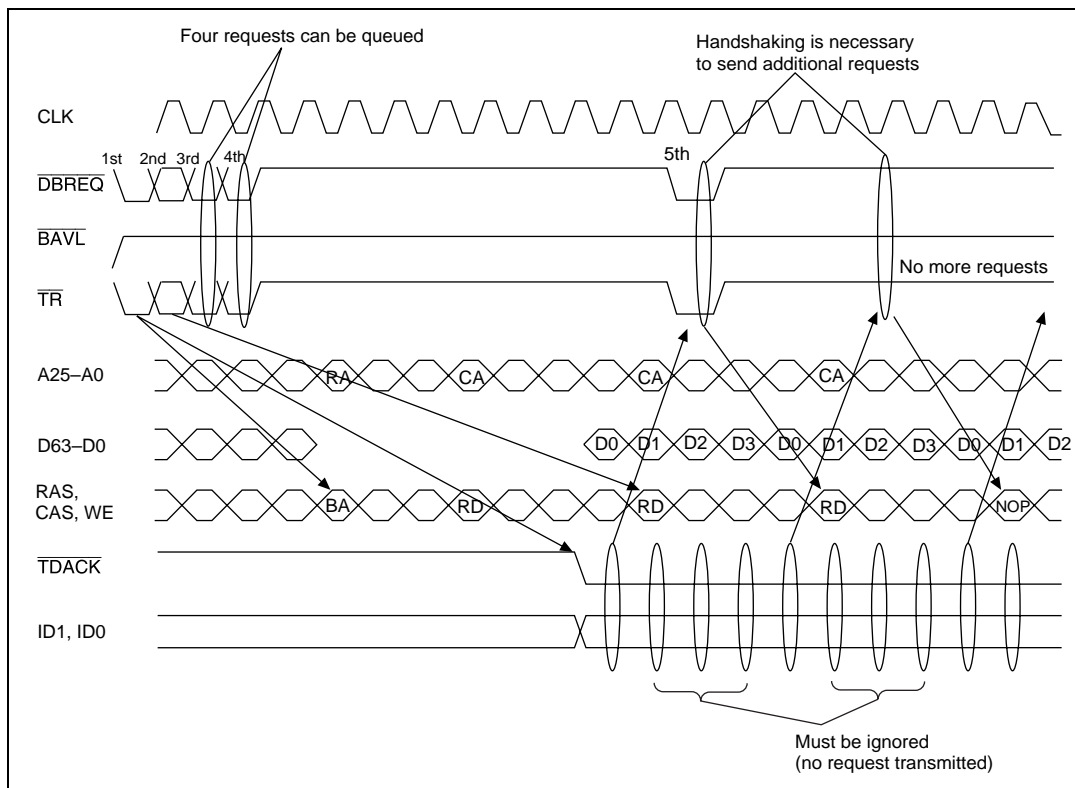 Four requests can be queued
Handshaking is necessary
to send additional requests
CLK
1st 2nd 3rd 4th 5th
DBREQ
BAVL
No more requests
TR
A25–A0 RA CA CA CA
D63–D0 D0 D1 D2 D3 D0 D1 D2 D3 D0 D1 D2
RAS,
CAS, WE BA RD RD RD NOP
TDACK
ID1, ID0
Must be ignored
(no request transmitted)